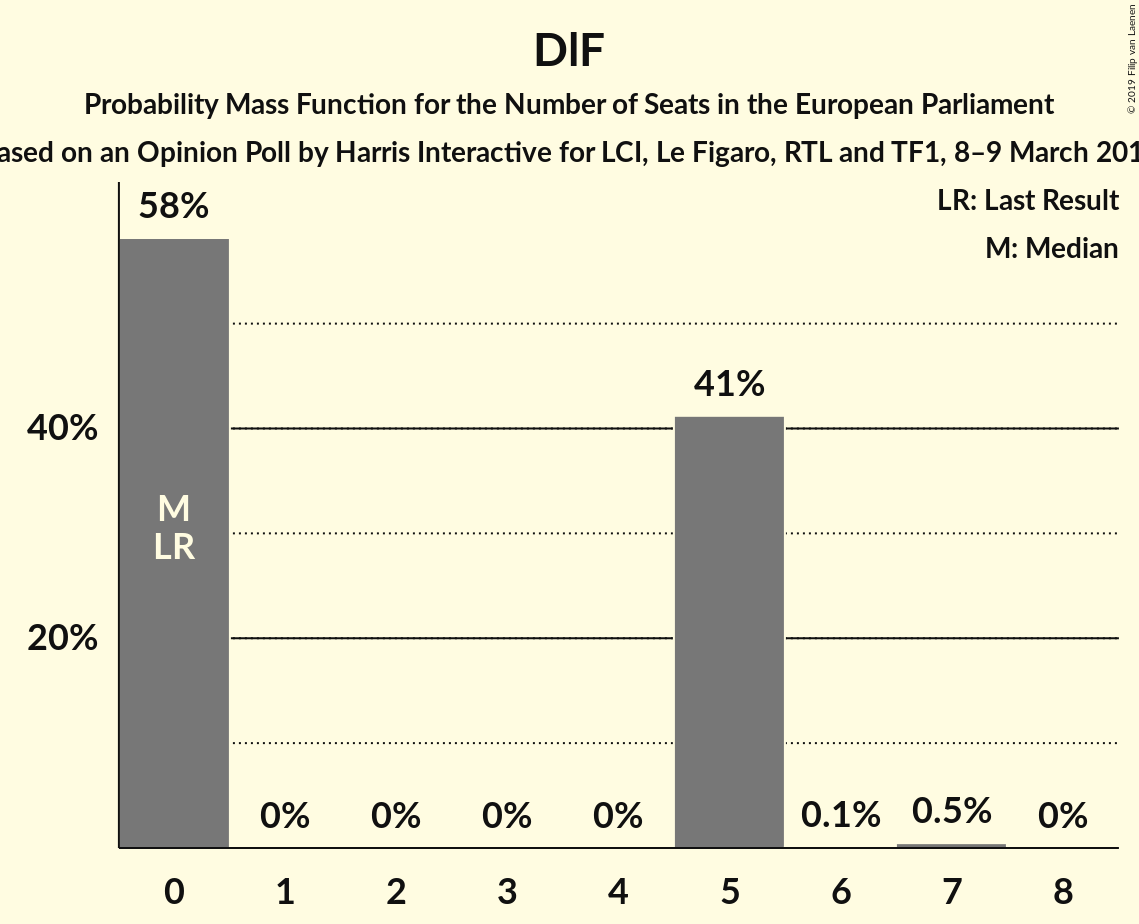 DlF
Probability Mass Function for the Number of Seats in the European Parliament
ased on an Opinion Poll by Harris Interactive for LCI, Le Figaro, RTL and TF1, 8–9 March 201
© 2019 Filip van Laenen
LR: Last Result
M: Median
58%
41%
40%
20%
M
LR
0% 0% 0% 0% 0.1% 0.5% 0%
0 1 2 3 4 5 6 7 8